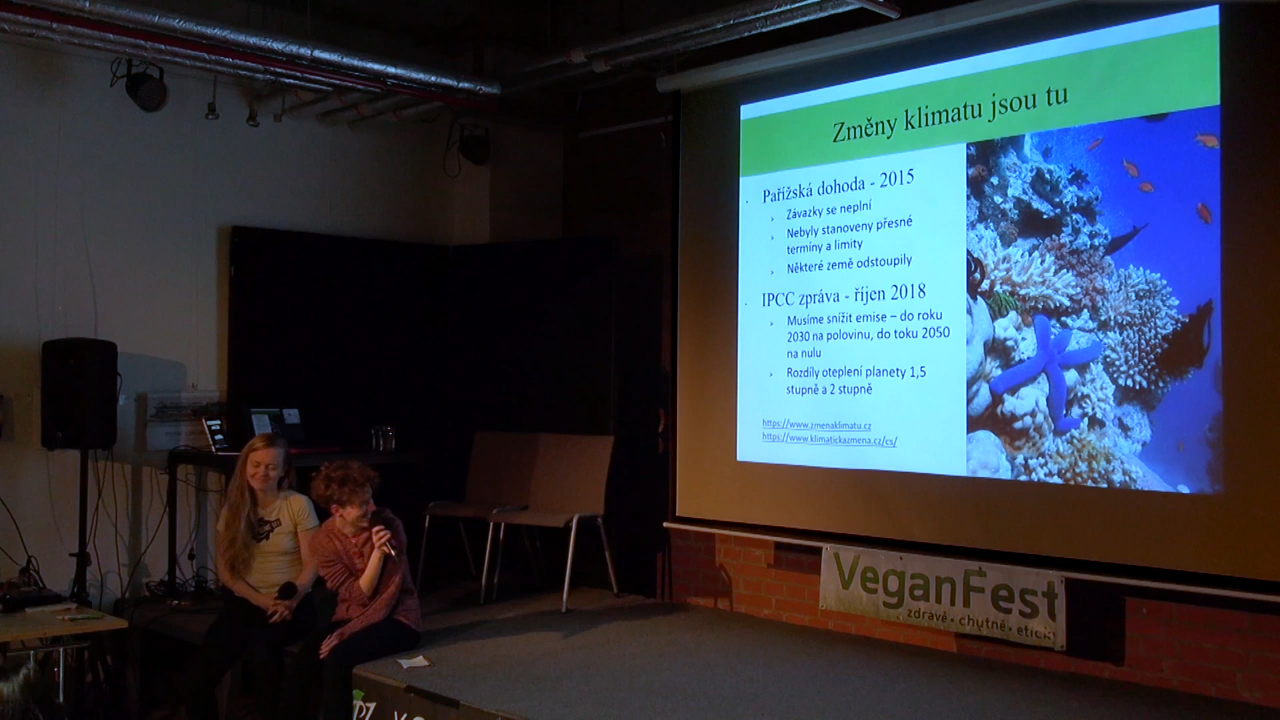 Změny klimatu jsou tu
Pařížská dohoda - 2015
Závazky se neplní
Nebyly stanoveny přesné
termíny a limity
Některé země odstoupily
IPCC zpráva - říjen 2018
Musíme snížit emise – do roku
2030 na polovinu, do toku 2050
na nulu
Rozdíly oteplení planety 1,5
stupně a 2 stupně
https://www.zmenaklimatu.cz
https://www.klimatickazmena.cz/cs/
VeganFest
zdravě • chutně • eticky